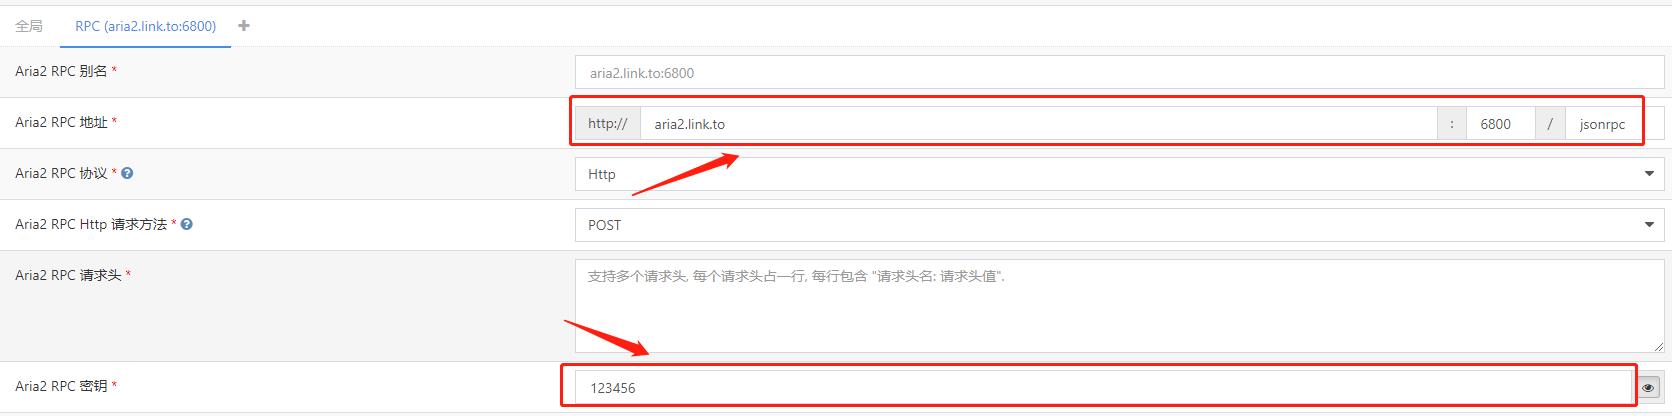 全局 RPC (aria2.link.to:6800) +
Aria2 RPC 别名 * aria2.link.to:6800
Aria2 RPC 地址 * http:// aria2.link.to : 6800 / jsonrpc
Aria2 RPC 协议 * ? Http
Aria2 RPC Http 请求方法 * ? POST
Aria2 RPC 请求头 * 支持多个请求头, 每个请求头占一行, 每行包含 "请求头名: 请求头值".
Aria2 RPC 密钥 * 123456